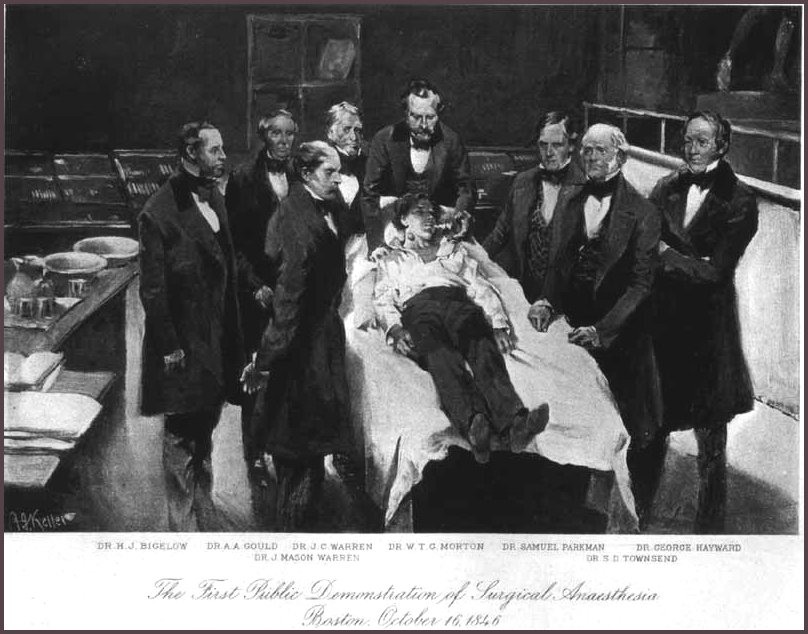 A. J. Keller
DR. H. J. BIGELOW DR. A. A. GOULD DR. J. C. WARREN DR. W. T. G. MORTON DR. SAMUEL PARKMAN DR. GEORGE HAYWARD
DR. J. MASON WARREN DR. S. D. TOWNSEND
The First Public Demonstration of Surgical Anaesthesia
Boston, October 16, 1846